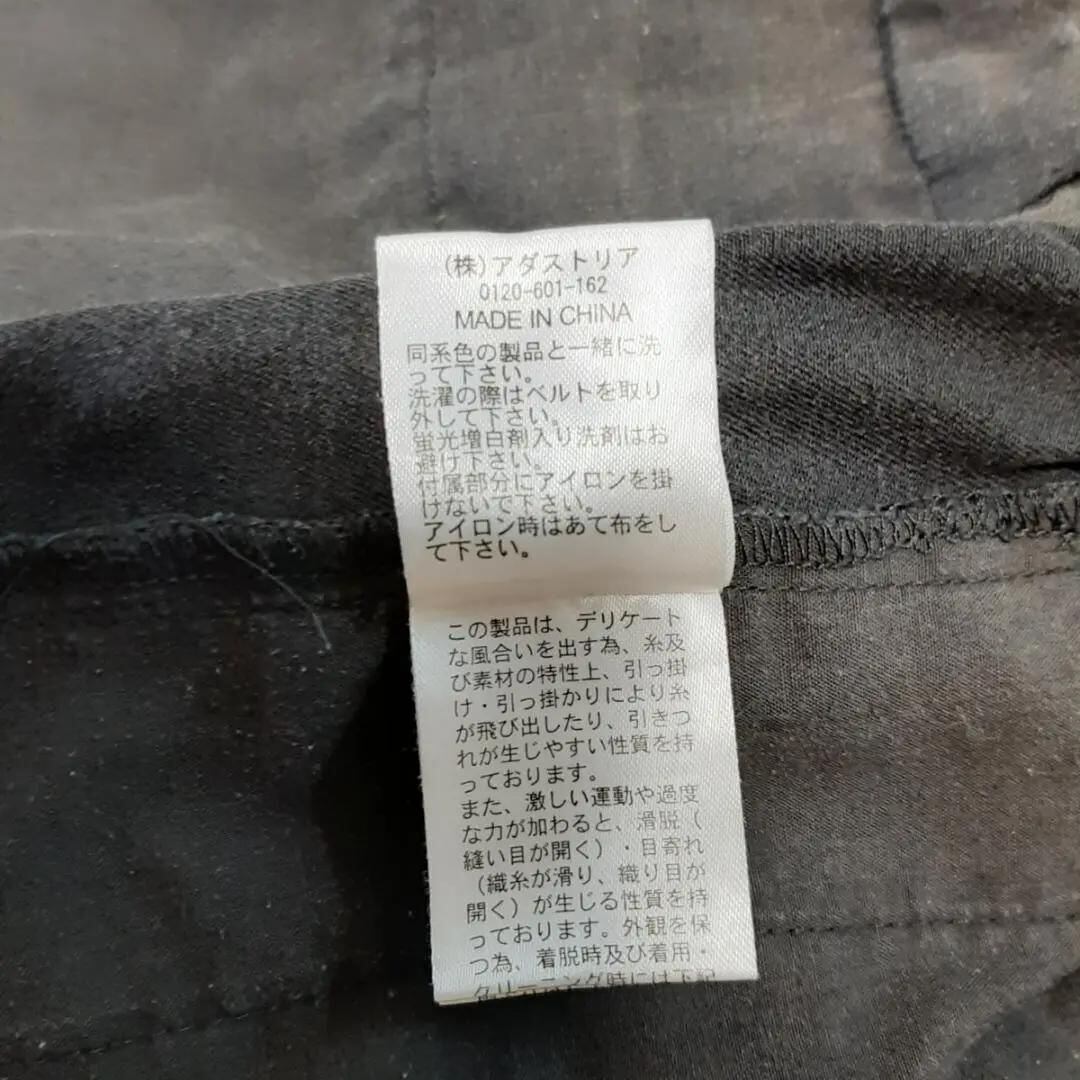 (株)アダストリア
0120-601-162
MADE IN CHINA
同系色の製品と一緒に洗
って下さい。
洗濯の際はベルトを取り
外して下さい。
蛍光増白剤入り洗剤はお
避け下さい。
付属部分にアイロンを掛
けないで下さい。
アイロン時はあて布をし
て下さい。
この製品は、デリケート
な風合いを出す為、糸及
び素材の特性上、引っ掛
け・引っ掛かりにより糸
が飛び出したり、引きつ
れが生じやすい性質を持
っております。
また、激しい運動や過度
な力が加わると、滑脱（
縫い目が開く）・目寄れ
（織糸が滑り、織り目が
開く）が生じる性質を持
っております。外観を保
つ為、着脱時及び着用・
クリーニング時には下記